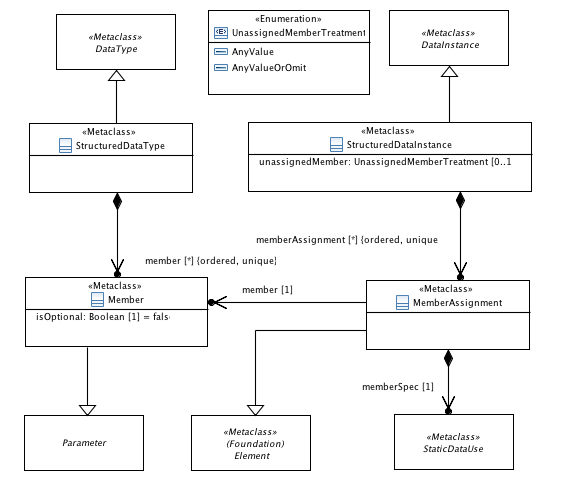 «Metaclass»
DataType
«Enumeration»
UnassignedMemberTreatment
AnyValue
AnyValueOrOmit
«Metaclass»
DataInstance
«Metaclass»
StructuredDataType
«Metaclass»
StructuredDataInstance
unassignedMember: UnassignedMemberTreatment [0..1
memberAssignment [*] {ordered, unique
member [*] {ordered, unique}
«Metaclass»
Member
isOptional: Boolean [1] = fals
member [1]
«Metaclass»
MemberAssignment
memberSpec [1]
Parameter
«Metaclass»
(Foundation)
Element
«Metaclass»
StaticDataUse